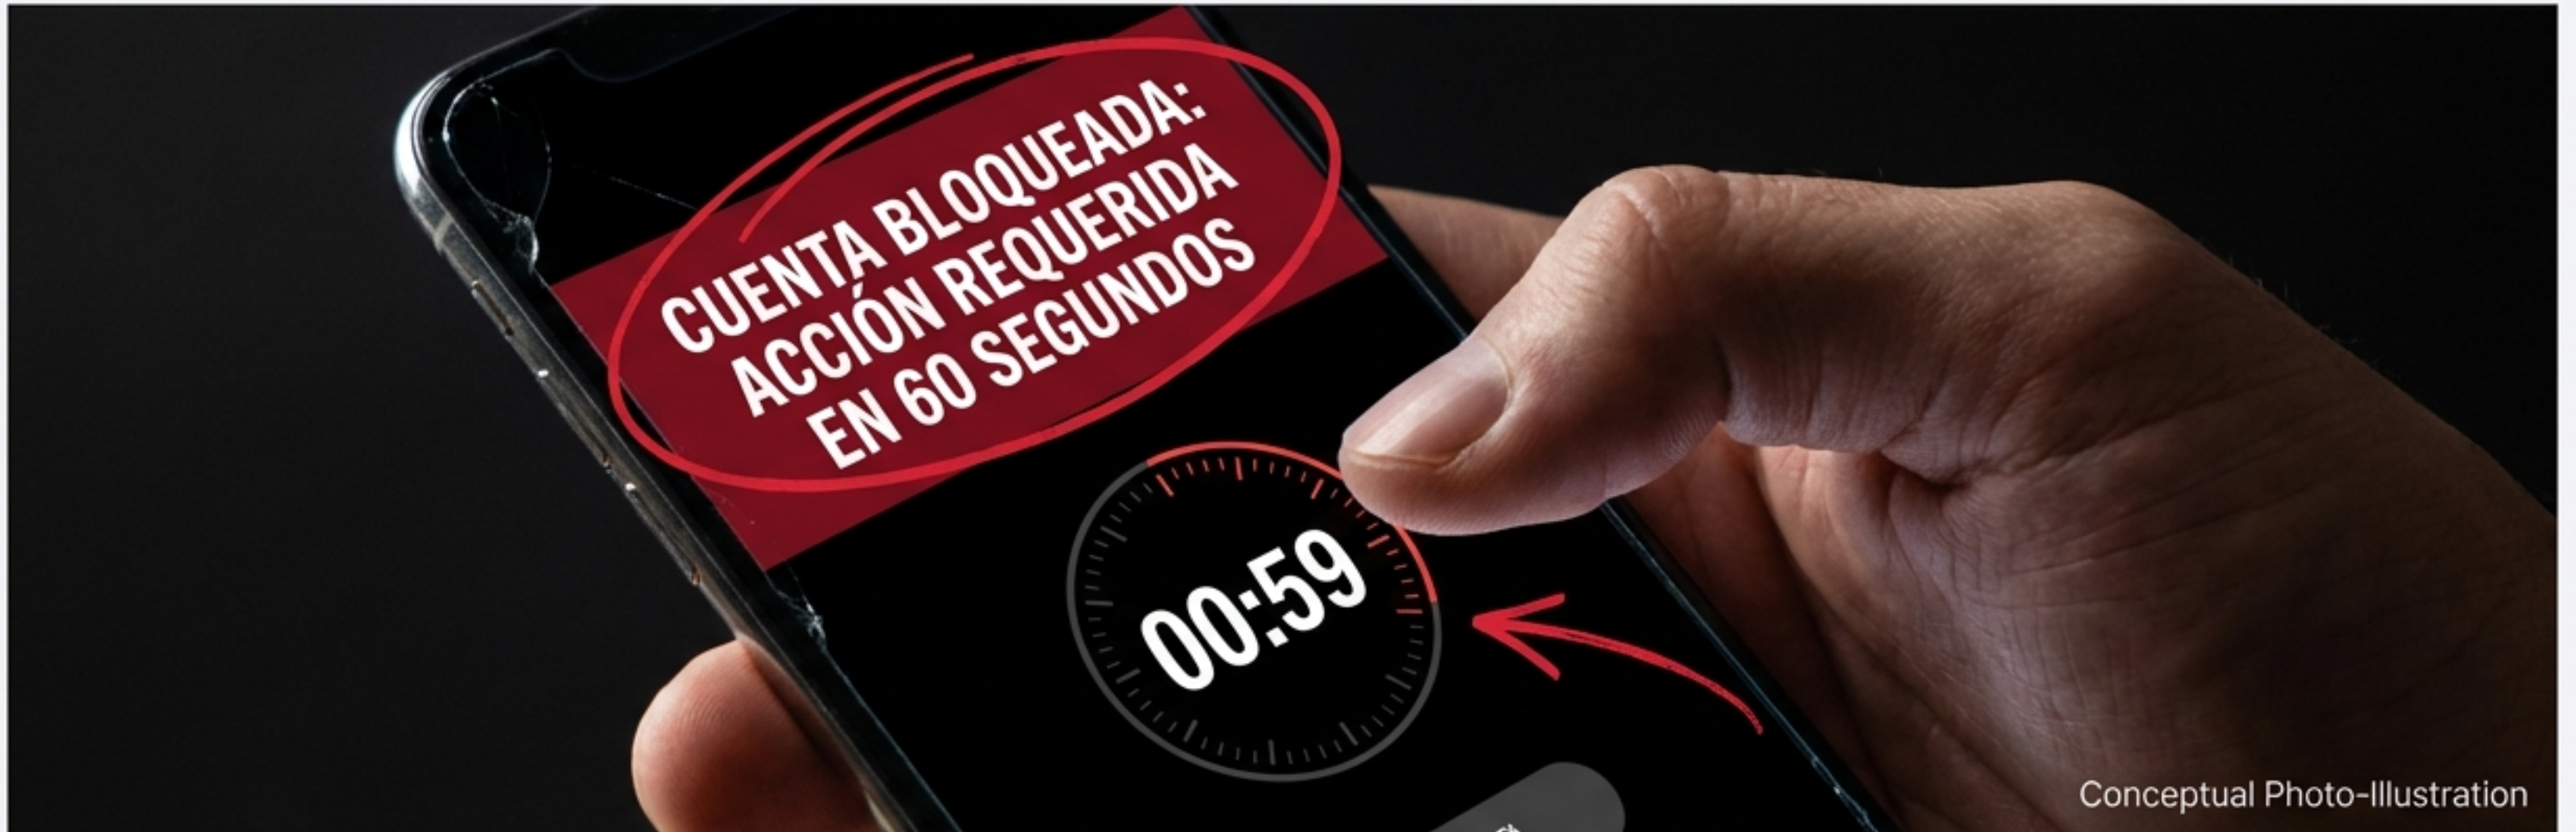 CUENTA BLOQUEADA:
ACCIÓN REQUERIDA
EN 60 SEGUNDOS
00:59
Conceptual Photo-Illustration